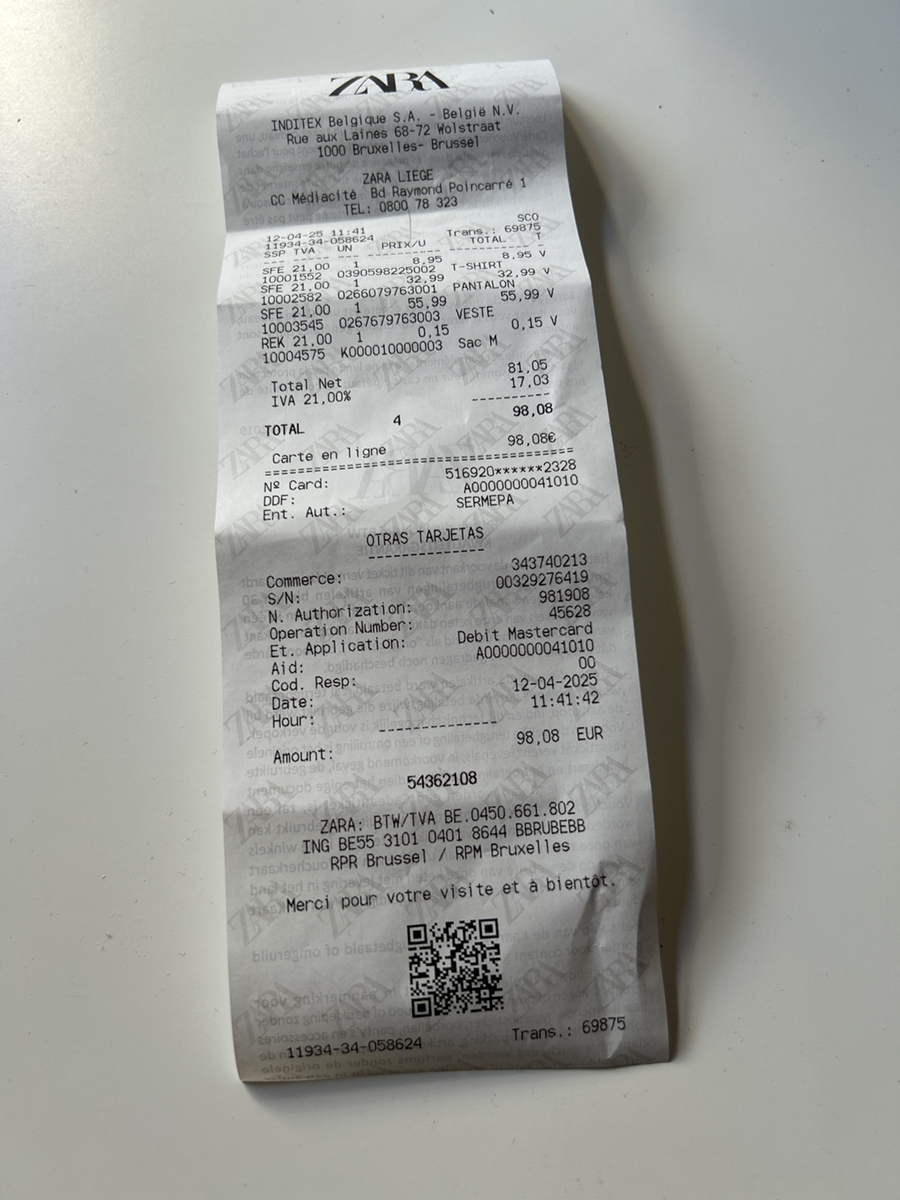 ZARA
INDITEX Belgique S.A. - België N.V.
Rue aux Laines 68-72 Wolstraat
1000 Bruxelles- Brussel
ZARA LIEGE
CC Médiacité Bd Raymond Poincarré 1
TEL: 0800 78 323
SCO
12-04-25 11:41 Trans.: 69875
11934-34-058624
SSP TVA UN PRIX/U TOTAL T
SFE 21,00 1 8,95 8,95 V
10001552 0390598225002 T-SHIRT
SFE 21,00 1 32,99 32,99 V
10002582 0266079763001 PANTALON
SFE 21,00 1 55,99 55,99 V
10003545 0267679763003 VESTE
REK 21,00 1 0,15 0,15 V
10004575 K000010000003 Sac M
Total Net 81,05
IVA 21,00% 17,03
----------
TOTAL 4 98,08
Carte en ligne 98,08€
========================================
Nº Card: 516920******2328
DDF: A0000000041010
Ent. Aut.: SERMEPA
OTRAS TARJETAS
---------------
Commerce: 343740213
S/N: 00329276419
N. Authorization: 981908
Operation Number: 45628
Et. Application: Debit Mastercard
Aid: A0000000041010
Cod. Resp: 00
Date: 12-04-2025
Hour: 11:41:42
---------------
Amount: 98,08 EUR
54362108
ZARA: BTW/TVA BE.0450.661.802
ING BE55 3101 0401 8644 BBRUBEBB
RPR Brussel / RPM Bruxelles
Merci pour votre visite et à bientôt.
11934-34-058624 Trans.: 69875